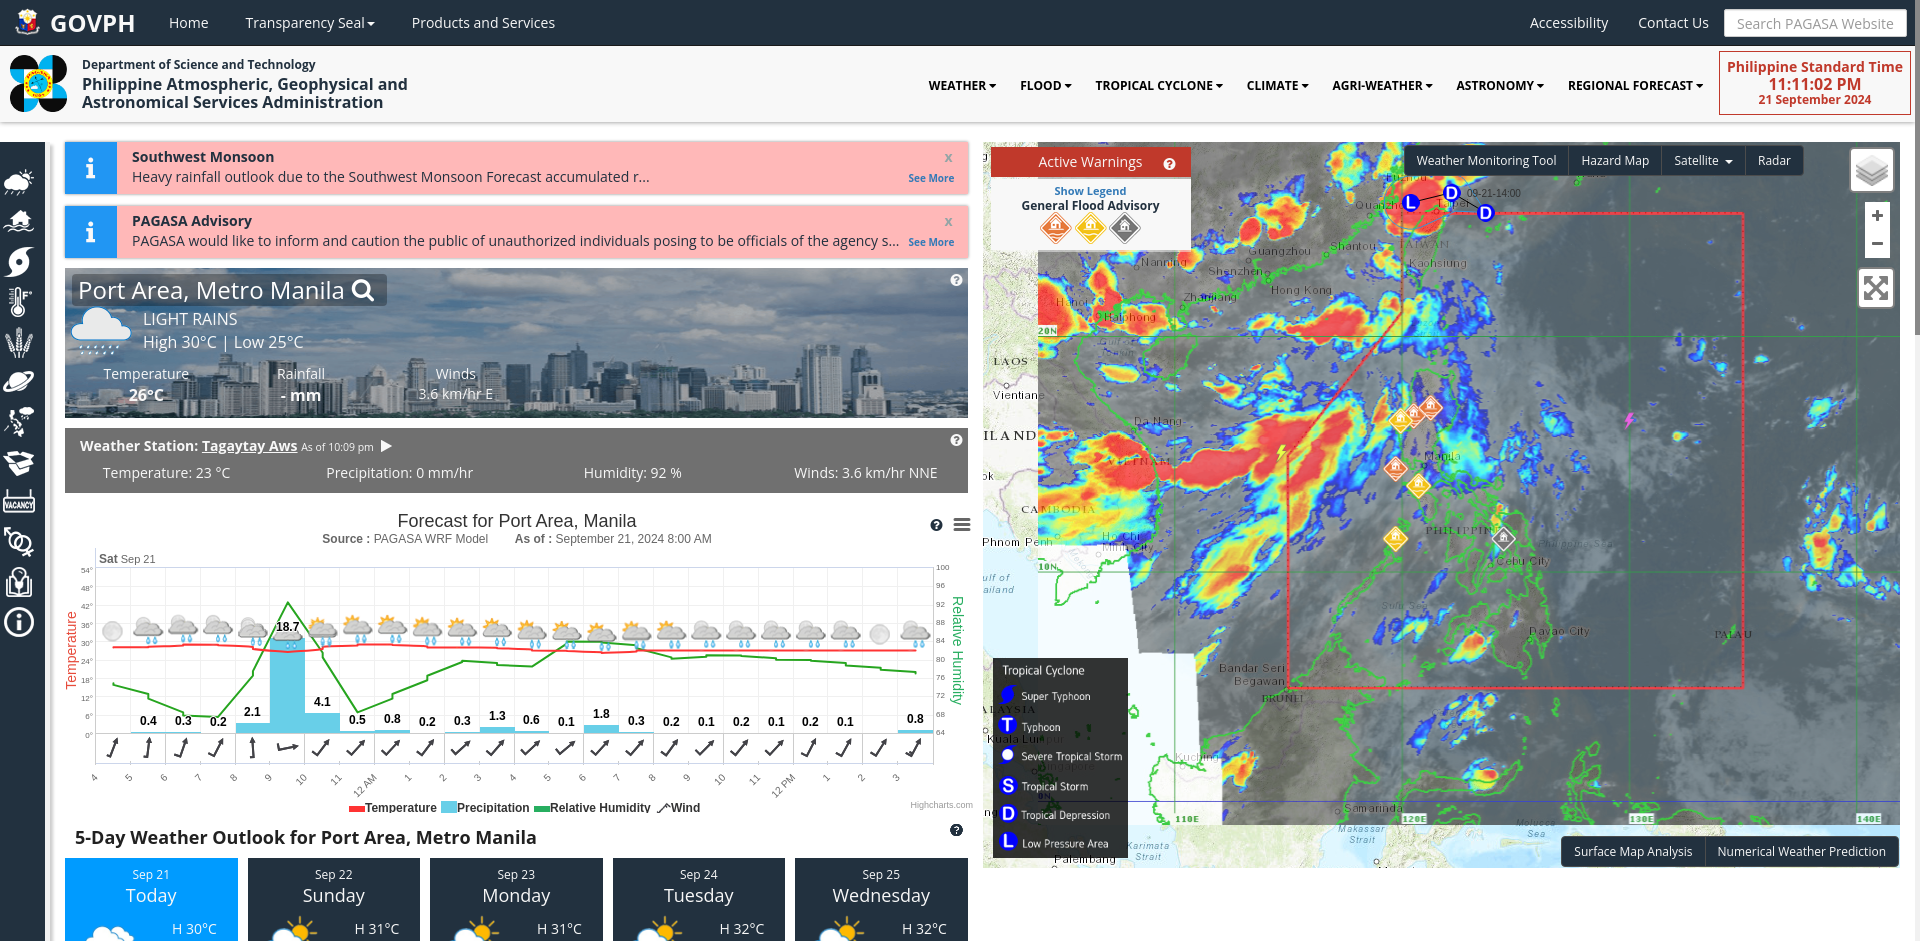 GOVPH
Home
Transparency Seal
Products and Services
Accessibility
Contact Us
Search PAGASA Website
Department of Science and Technology
Philippine Atmospheric, Geophysical and
Astronomical Services Administration
WEATHER
FLOOD
TROPICAL CYCLONE
CLIMATE
AGRI-WEATHER
ASTRONOMY
REGIONAL FORECAST
Philippine Standard Time
11:11:02 PM
21 September 2024
Southwest Monsoon
x
Heavy rainfall outlook due to the Southwest Monsoon Forecast accumulated r...
See More
PAGASA Advisory
x
PAGASA would like to inform and caution the public of unauthorized individuals posing to be officials of the agency s...
See More
Port Area, Metro Manila
LIGHT RAINS
High 30°C | Low 25°C
Temperature
Rainfall
Winds
26°C
- mm
3.6 km/hr E
Weather Station: Tagaytay Aws As of 10:09 pm
Temperature: 23 °C
Precipitation: 0 mm/hr
Humidity: 92 %
Winds: 3.6 km/hr NNE
VACANCY
Forecast for Port Area, Manila
Source : PAGASA WRF Model
As of : September 21, 2024 8:00 AM
Sat Sep 21
Temperature
54°
48°
42°
36°
30°
24°
18°
12°
6°
0°
Relative Humidity
100
96
92
88
84
80
76
72
68
64
0.4
0.3
0.2
2.1
18.7
4.1
0.5
0.8
0.2
0.3
1.3
0.6
0.1
1.8
0.3
0.2
0.1
0.2
0.1
0.2
0.1
0.8
4
5
6
7
8
9
10
11
12 AM
1
2
3
4
5
6
7
8
9
10
11
12 PM
1
2
3
Temperature
Precipitation
Relative Humidity
Wind
Highcharts.com
5-Day Weather Outlook for Port Area, Metro Manila
Sep 21
Today
H 30°C
Sep 22
Sunday
H 31°C
Sep 23
Monday
H 31°C
Sep 24
Tuesday
H 32°C
Sep 25
Wednesday
H 32°C
Active Warnings
Show Legend
General Flood Advisory
Weather Monitoring Tool
Hazard Map
Satellite
Radar
+
−
L
D
09-21-14:00
D
Taipei
TAIWAN
Shantou
Kaohsiung
Guangzhou
Nanning
Shenzhen
Hong Kong
Zhanjiang
Hanoi
Haiphong
20N
LAOS
Vientiane
Da Nang
VIETNAM
CAMBODIA
Phnom Penh
Ho Chi
Minh City
10N
Manila
PHILIPPIN
Cebu City
Sulu Sea
Davao City
PALAU
Bandar Seri
Begawan
BRUNEI
Kuching
Samarinda
Makassar
Strait
Karimata
Strait
Palembang
Molucca
Sea
110E
120E
130E
140E
Tropical Cyclone
Super Typhoon
T
Typhoon
Severe Tropical Storm
S
Tropical Storm
D
Tropical Depression
L
Low Pressure Area
Surface Map Analysis
Numerical Weather Prediction